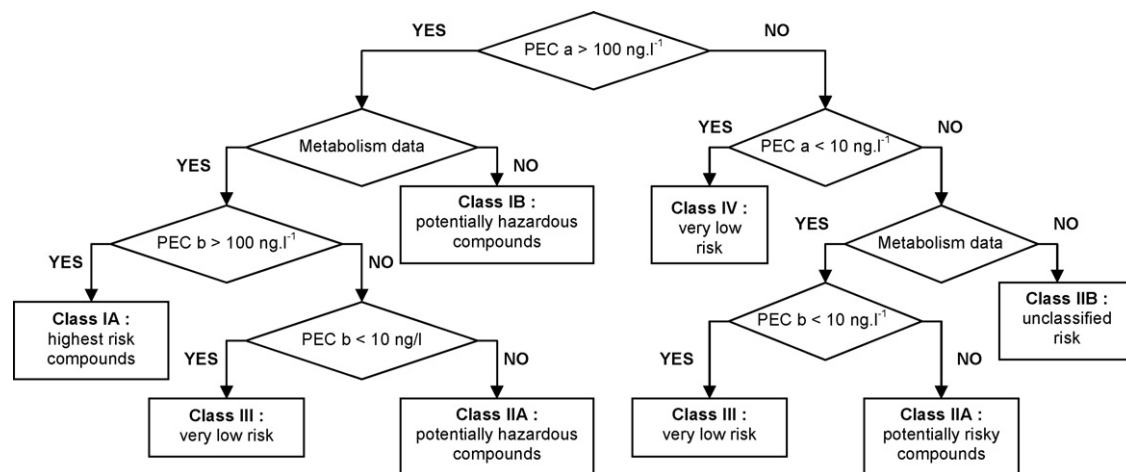 YES
PEC a > 100 ng.l⁻¹
NO
Metabolism data
YES
PEC a < 10 ng.l⁻¹
NO
YES
NO
Class IB :
potentially hazardous
compounds
Class IV :
very low
risk
YES
Metabolism data
NO
PEC b > 100 ng.l⁻¹
YES
NO
Class IA :
highest risk
compounds
PEC b < 10 ng/l
YES
NO
PEC b < 10 ng.l⁻¹
YES
NO
Class IIB :
unclassified
risk
Class III :
very low risk
Class IIA :
potentially hazardous
compounds
Class III :
very low risk
Class IIA :
potentially risky
compounds